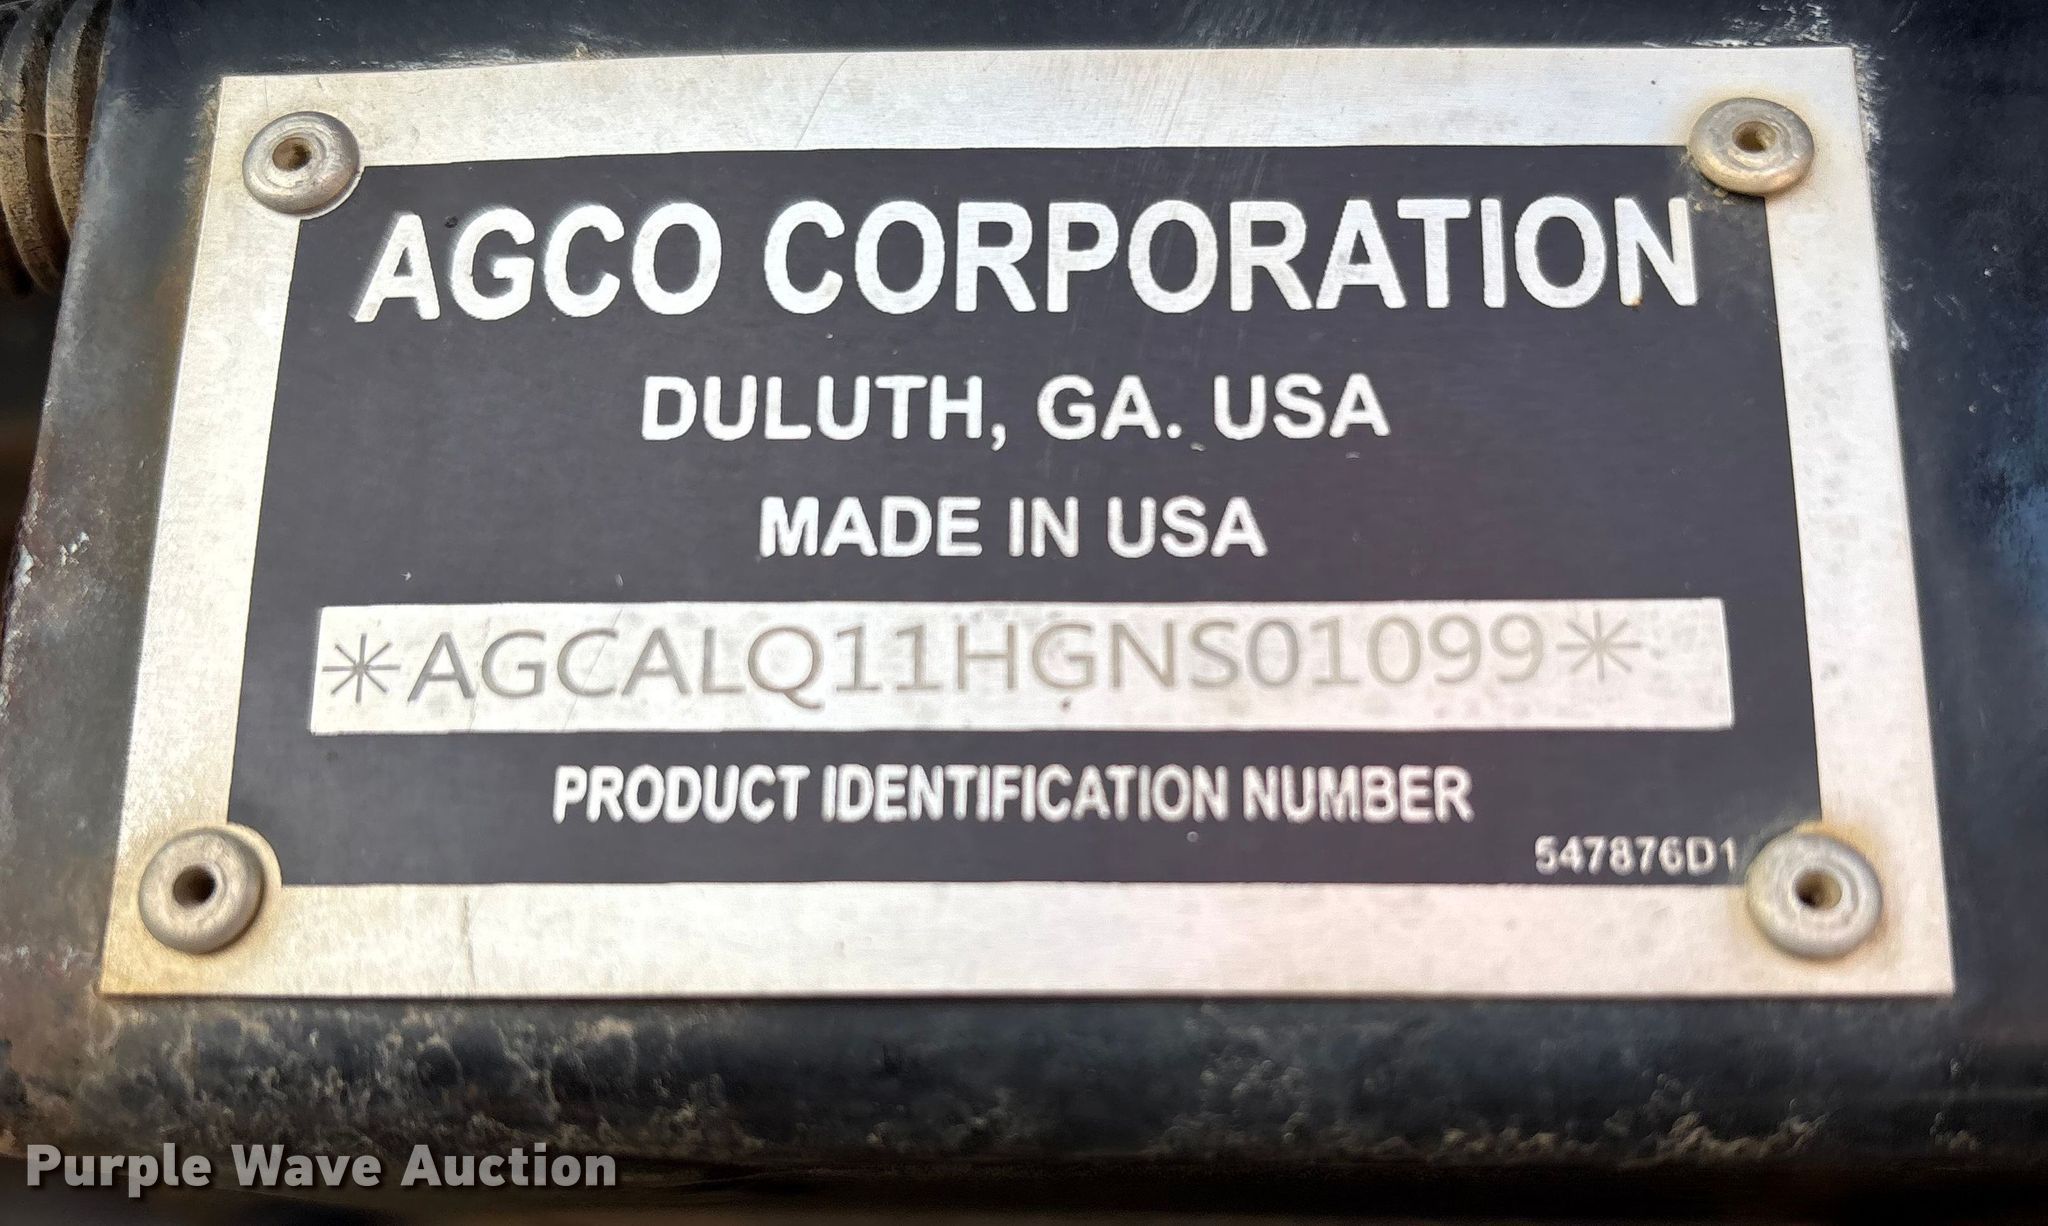 AGCO CORPORATION
DULUTH, GA. USA
MADE IN USA
*AGCALQ11HGNS01099*
PRODUCT IDENTIFICATION NUMBER
547876D1
Purple Wave Auction